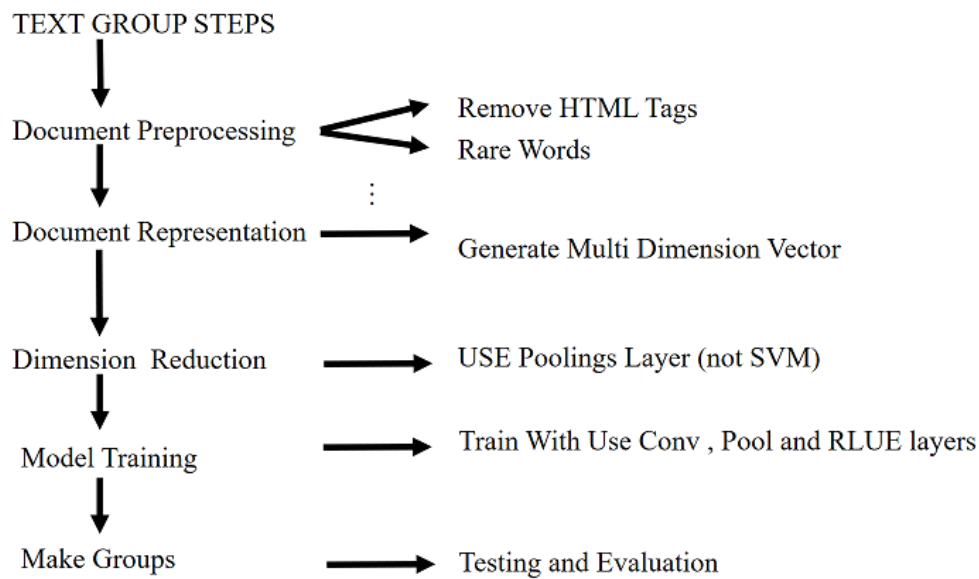 TEXT GROUP STEPS
Document Preprocessing
Remove HTML Tags
Rare Words
Document Representation
Generate Multi Dimension Vector
Dimension Reduction
USE Poolings Layer (not SVM)
Model Training
Train With Use Conv , Pool and RLUE layers
Make Groups
Testing and Evaluation